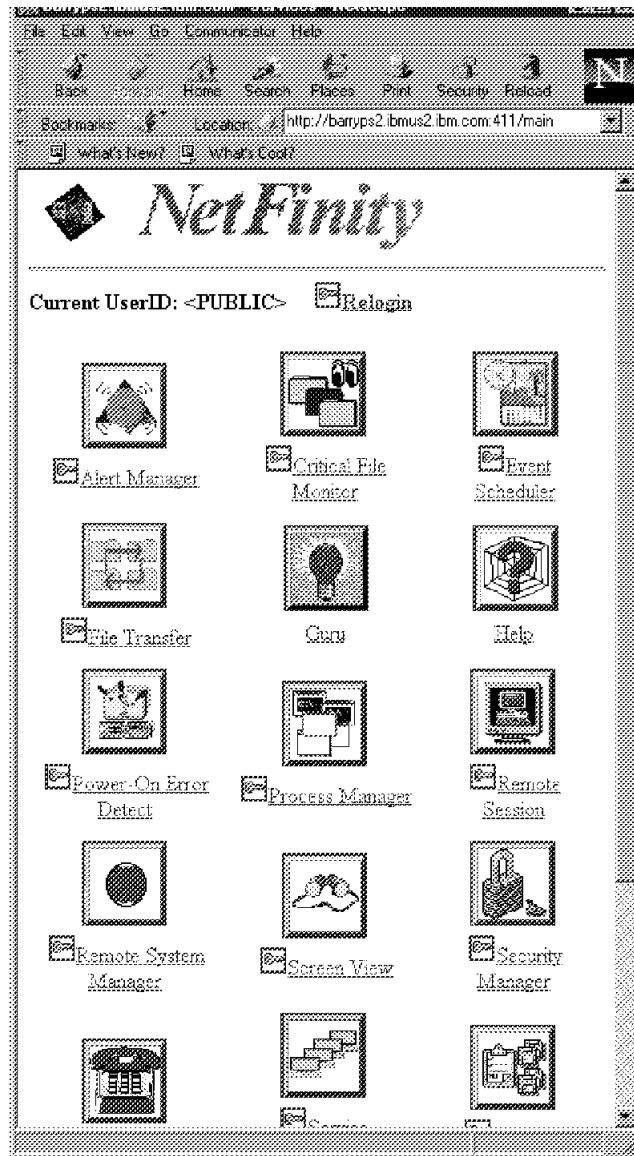 File Edit View Go Communicator Help
Back Home Search Places Print Security Reload
N
Bookmarks Location: http://barryps2.ibmus2.ibm.com:411/main
What's New? What's Cool?
NetFinity
Current UserID: <PUBLIC> Relogin
Alert Manager
Critical File
Monitor
Event
Scheduler
File Transfer
Guru
Help
Power-On Error
Detect
Process Manager
Remote
Session
Remote System
Manager
Screen View
Security
Manager
Service